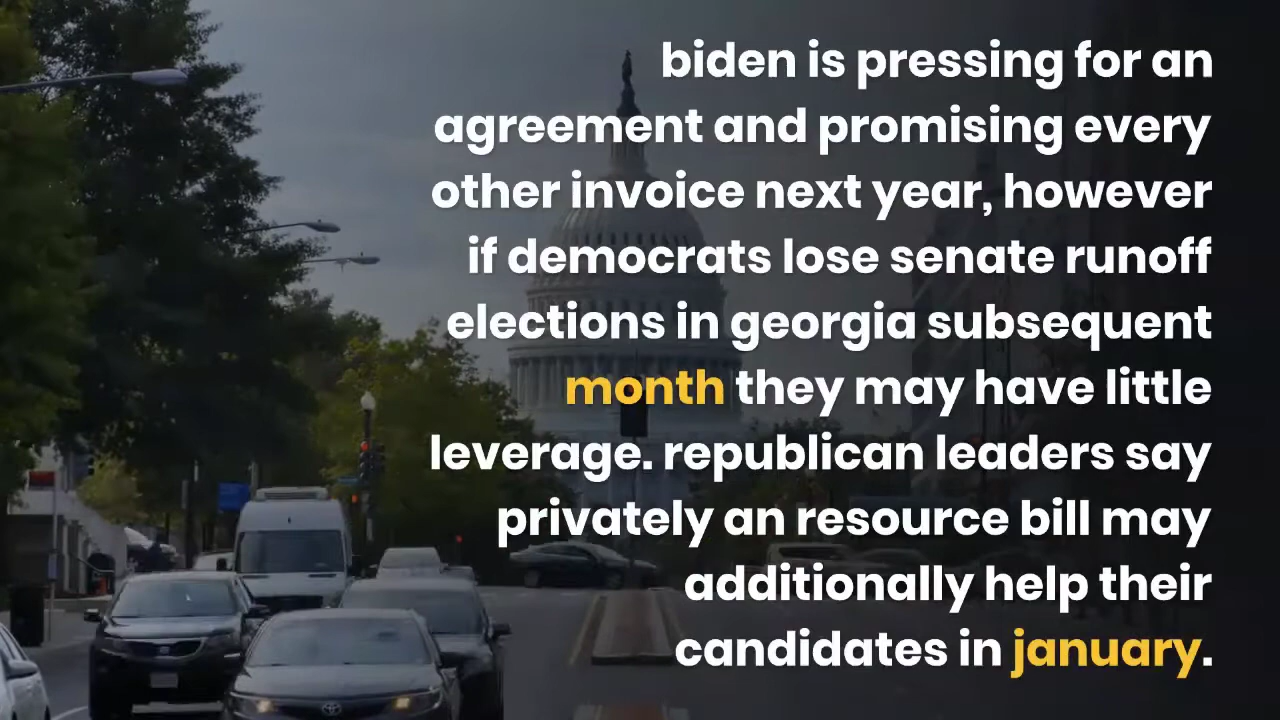 biden is pressing for an
agreement and promising every
other invoice next year, however
if democrats lose senate runoff
elections in georgia subsequent
month they may have little
leverage. republican leaders say
privately an resource bill may
additionally help their
candidates in january.